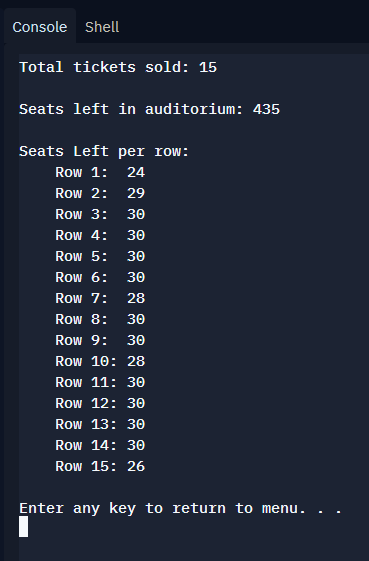 Console Shell
Total tickets sold: 15
Seats left in auditorium: 435
Seats Left per row:
Row 1: 24
Row 2: 29
Row 3: 30
Row 4: 30
Row 5: 30
Row 6: 30
Row 7: 28
Row 8: 30
Row 9: 30
Row 10: 28
Row 11: 30
Row 12: 30
Row 13: 30
Row 14: 30
Row 15: 26
Enter any key to return to menu. . .